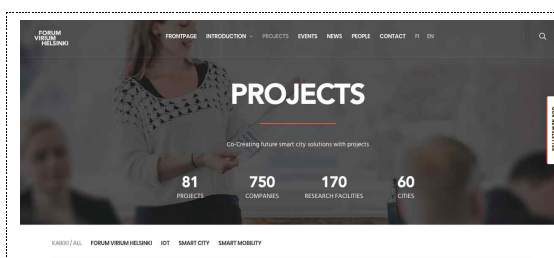 FORUM
VIRIUM
HELSINKI
FRONTPAGE INTRODUCTION PROJECTS EVENTS NEWS PEOPLE CONTACT FI EN
PROJECTS
Co-Creating future smart city solutions with projects
81 750 170 60
PROJECTS COMPANIES RESEARCH FACILITIES CITIES
KAIKKI / ALL FORUM VIRIUM HELSINKI IOT SMART CITY SMART MOBILITY